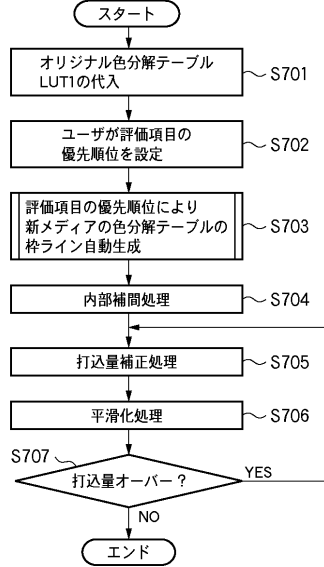 スタート
オリジナル色分解テーブル
LUT1の代入
S701
ユーザが評価項目の
優先順位を設定
S702
評価項目の優先順位により
新メディアの色分解テーブルの
枠ライン自動生成
S703
内部補間処理
S704
打込量補正処理
S705
平滑化処理
S706
S707
打込量オーバー？
YES
NO
エンド